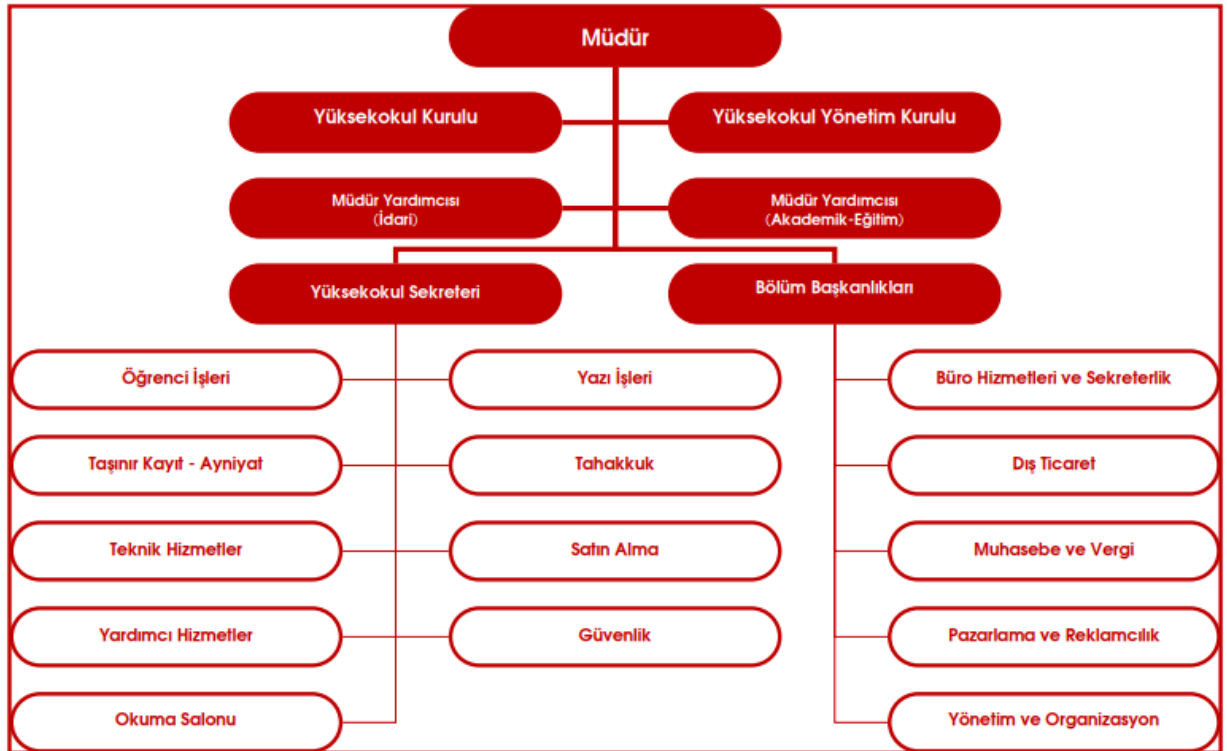 Müdür
Yüksekokul Kurulu
Yüksekokul Yönetim Kurulu
Müdür Yardımcısı
(İdari)
Müdür Yardımcısı
(Akademik-Eğitim)
Yüksekokul Sekreteri
Bölüm Başkanlıkları
Öğrenci İşleri
Yazı İşleri
Büro Hizmetleri ve Sekreterlik
Taşınır Kayıt - Ayniyat
Tahakkuk
Dış Ticaret
Teknik Hizmetler
Satın Alma
Muhasebe ve Vergi
Yardımcı Hizmetler
Güvenlik
Pazarlama ve Reklamcılık
Okuma Salonu
Yönetim ve Organizasyon